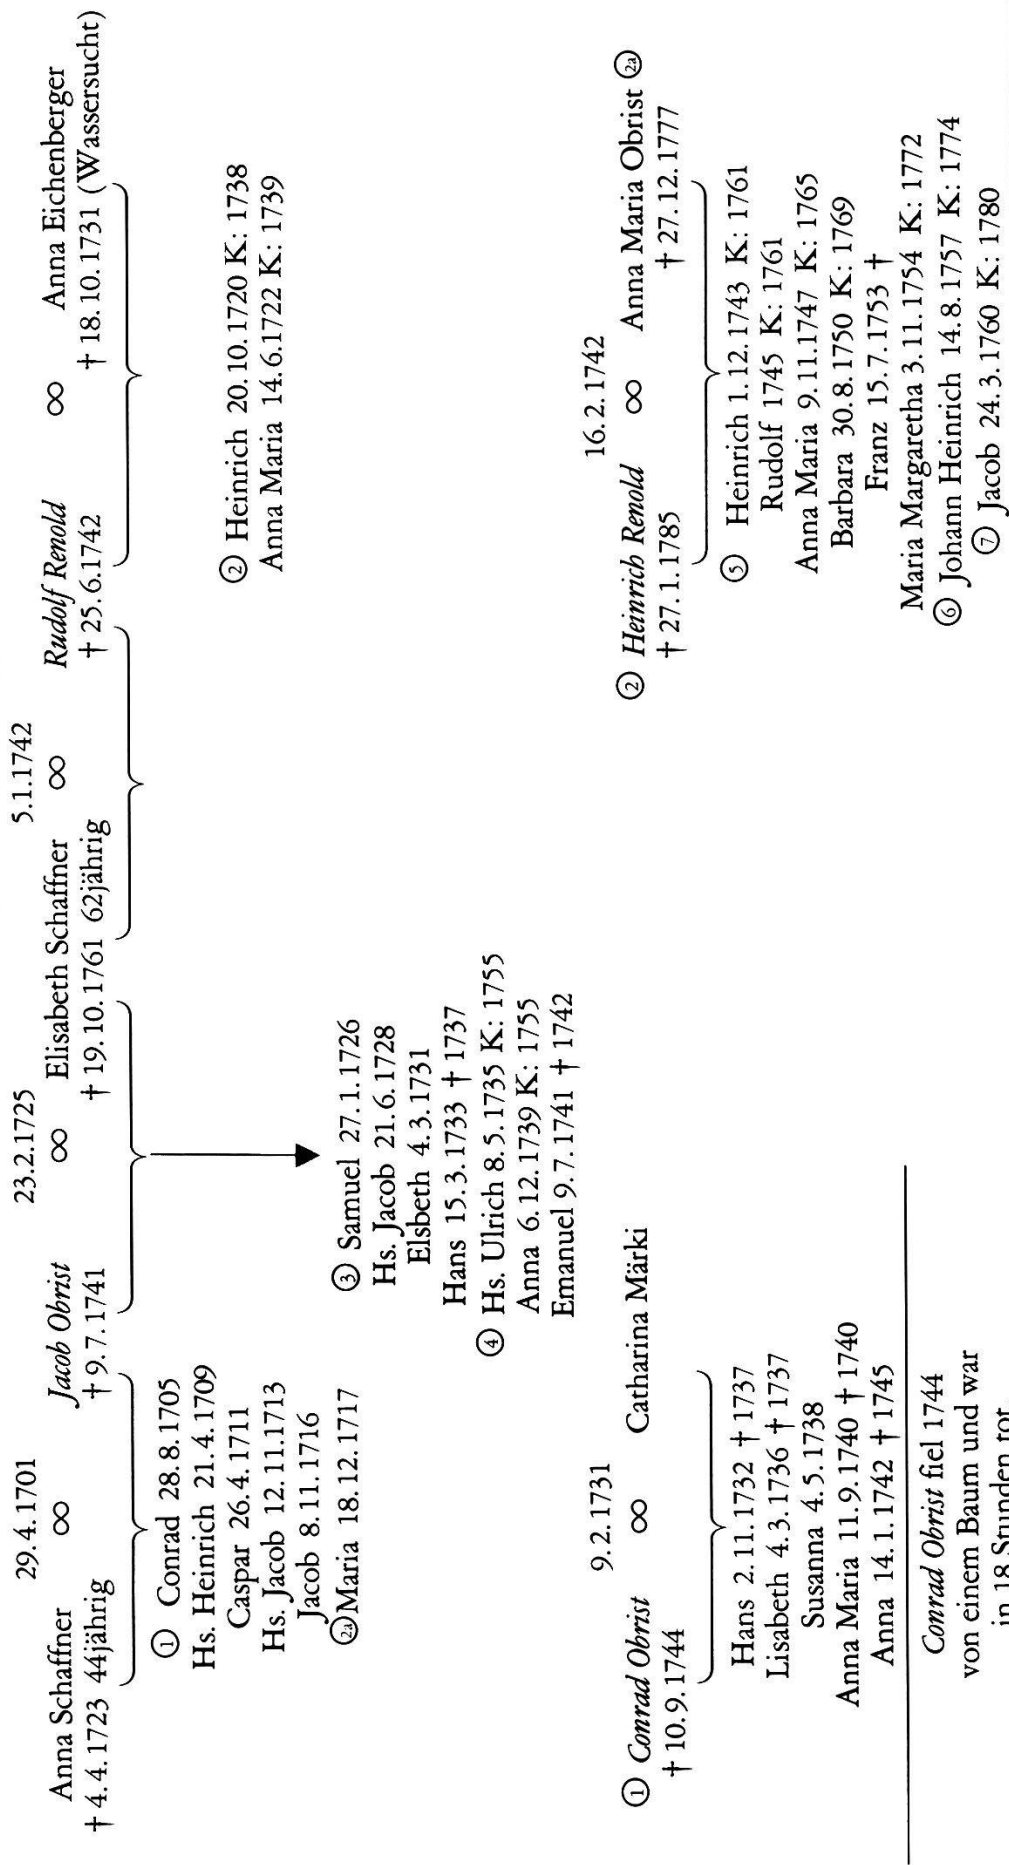 29.4.1701
Anna Schaffner ∞ Jacob Obrist
† 4.4.1723 44jährig † 9.7.1741
① Conrad 28.8.1705
Hs. Heinrich 21.4.1709
Caspar 26.4.1711
Hs. Jacob 12.11.1713
Jacob 8.11.1716
②ⓐ Maria 18.12.1717
23.2.1725
∞ Elisabeth Schaffner
† 19.10.1761 62jährig
③ Samuel 27.1.1726
Hs. Jacob 21.6.1728
Elsbeth 4.3.1731
Hans 15.3.1733 † 1737
④ Hs. Ulrich 8.5.1735 K: 1755
Anna 6.12.1739 K: 1755
Emanuel 9.7.1741 † 1742
5.1.1742
∞ Rudolf Renold
† 25.6.1742
∞ Anna Eichenberger
† 18.10.1731 (Wassersucht)
② Heinrich 20.10.1720 K: 1738
Anna Maria 14.6.1722 K: 1739
9.2.1731
① Conrad Obrist ∞ Catharina Märki
† 10.9.1744
Hans 2.11.1732 † 1737
Lisabeth 4.3.1736 † 1737
Susanna 4.5.1738
Anna Maria 11.9.1740 † 1740
Anna 14.1.1742 † 1745
Conrad Obrist fiel 1744
von einem Baum und war
in 18 Stunden tot
16.2.1742
② Heinrich Renold ∞ Anna Maria Obrist ②ⓐ
† 27.1.1785 † 27.12.1777
⑤ Heinrich 1.12.1743 K: 1761
Rudolf 1745 K: 1761
Anna Maria 9.11.1747 K: 1765
Barbara 30.8.1750 K: 1769
Franz 15.7.1753 †
Maria Margaretha 3.11.1754 K: 1772
⑥ Johann Heinrich 14.8.1757 K: 1774
⑦ Jacob 24.3.1760 K: 1780